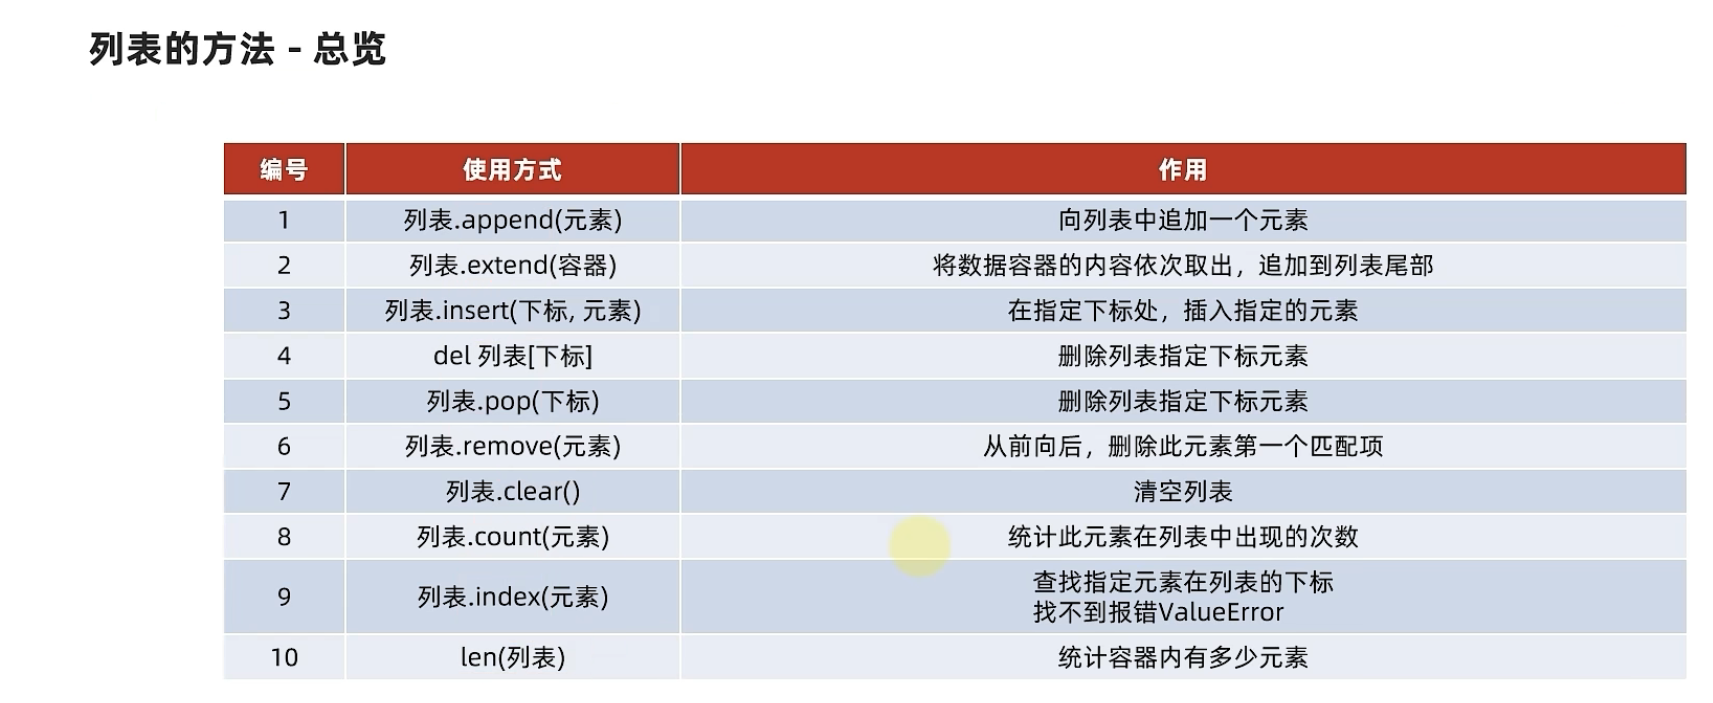 列表的方法 - 总览
编号 使用方式 作用
1 列表.append(元素) 向列表中追加一个元素
2 列表.extend(容器) 将数据容器的内容依次取出，追加到列表尾部
3 列表.insert(下标, 元素) 在指定下标处，插入指定的元素
4 del 列表[下标] 删除列表指定下标元素
5 列表.pop(下标) 删除列表指定下标元素
6 列表.remove(元素) 从前向后，删除此元素第一个匹配项
7 列表.clear() 清空列表
8 列表.count(元素) 统计此元素在列表中出现的次数
9 列表.index(元素) 查找指定元素在列表的下标
找不到报错ValueError
10 len(列表) 统计容器内有多少元素